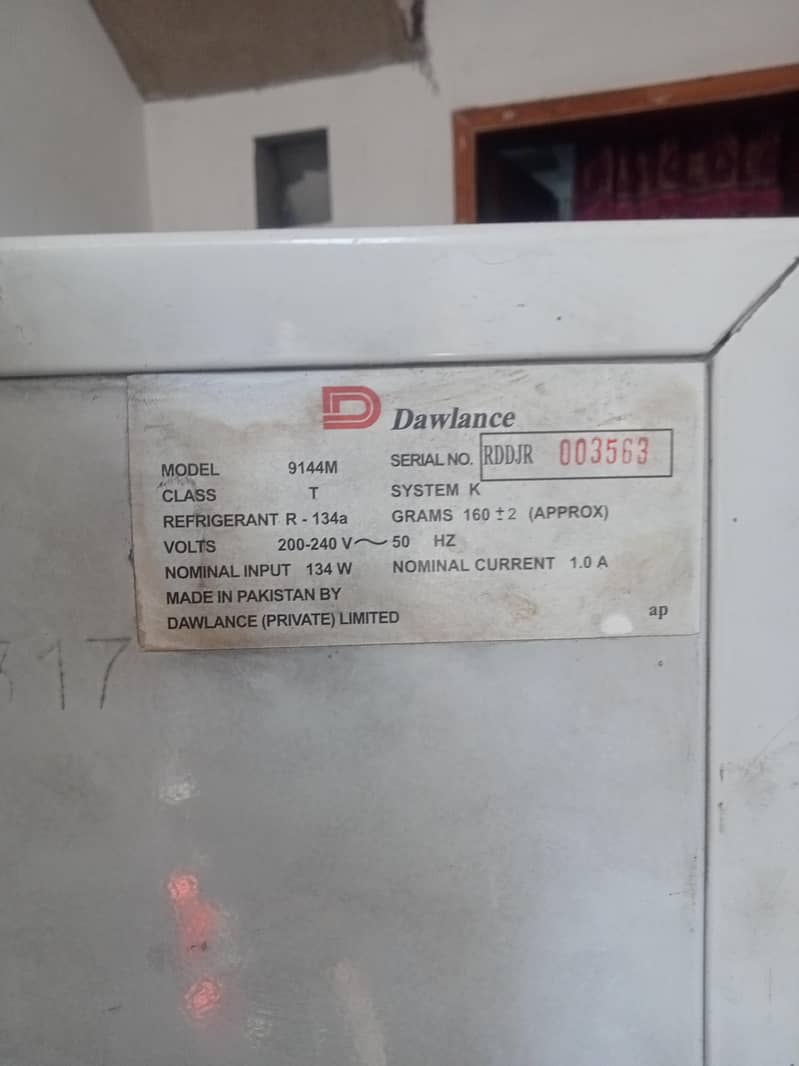 D Dawlance
MODEL 9144M SERIAL NO. RDDJR 003563
CLASS T SYSTEM K
REFRIGERANT R - 134a GRAMS 160 ± 2 (APPROX)
VOLTS 200-240 V ~ 50 HZ
NOMINAL INPUT 134 W NOMINAL CURRENT 1.0 A
MADE IN PAKISTAN BY
DAWLANCE (PRIVATE) LIMITED
ap
17